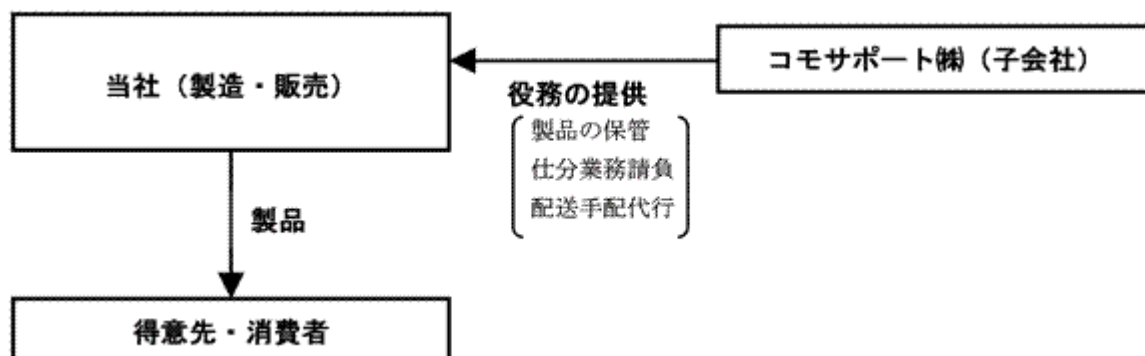 当社（製造・販売）
コモサポート㈱（子会社）
役務の提供
製品の保管
仕分業務請負
配送手配代行
製品
得意先・消費者